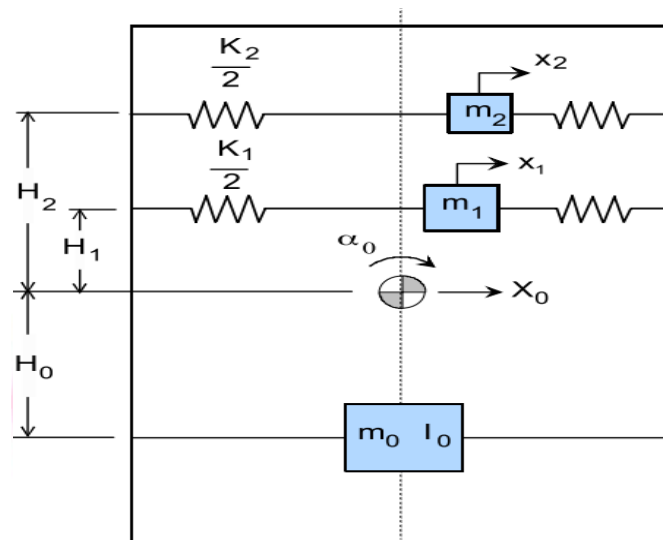 K₂
2
x₂
m₂
K₁
2
x₁
H₂
H₁
m₁
α₀
X₀
H₀
m₀ I₀